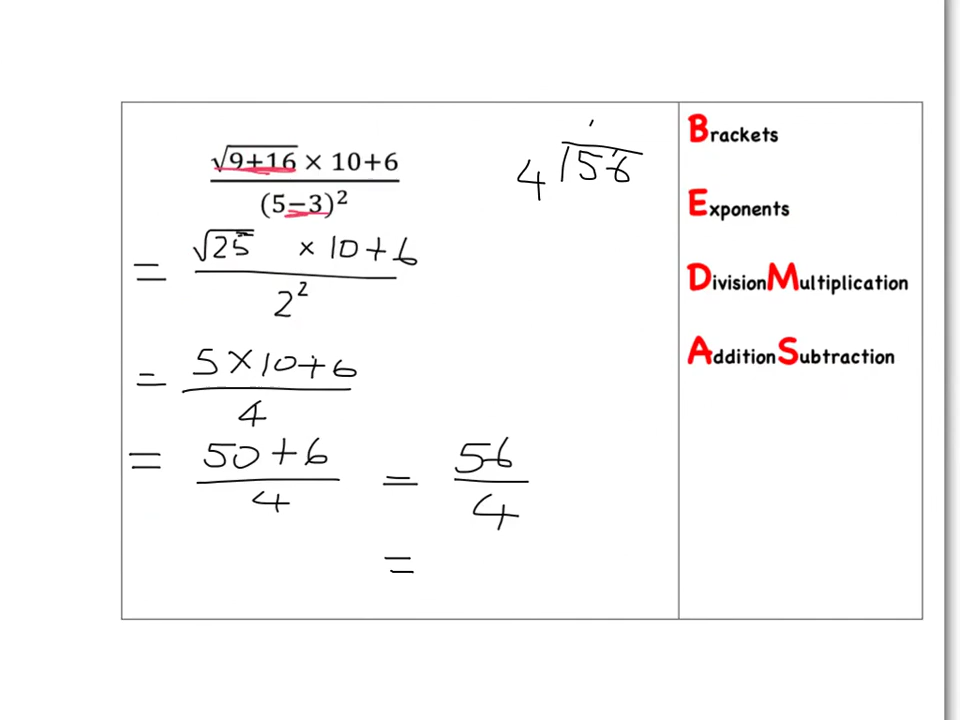 √9+16 × 10+6
(5−3)²
= √25 × 10+6
2²
= 5×10+6
4
= 50+6
4
= 56
4
=
1
4 56
Brackets
Exponents
DivisionMultiplication
AdditionSubtraction